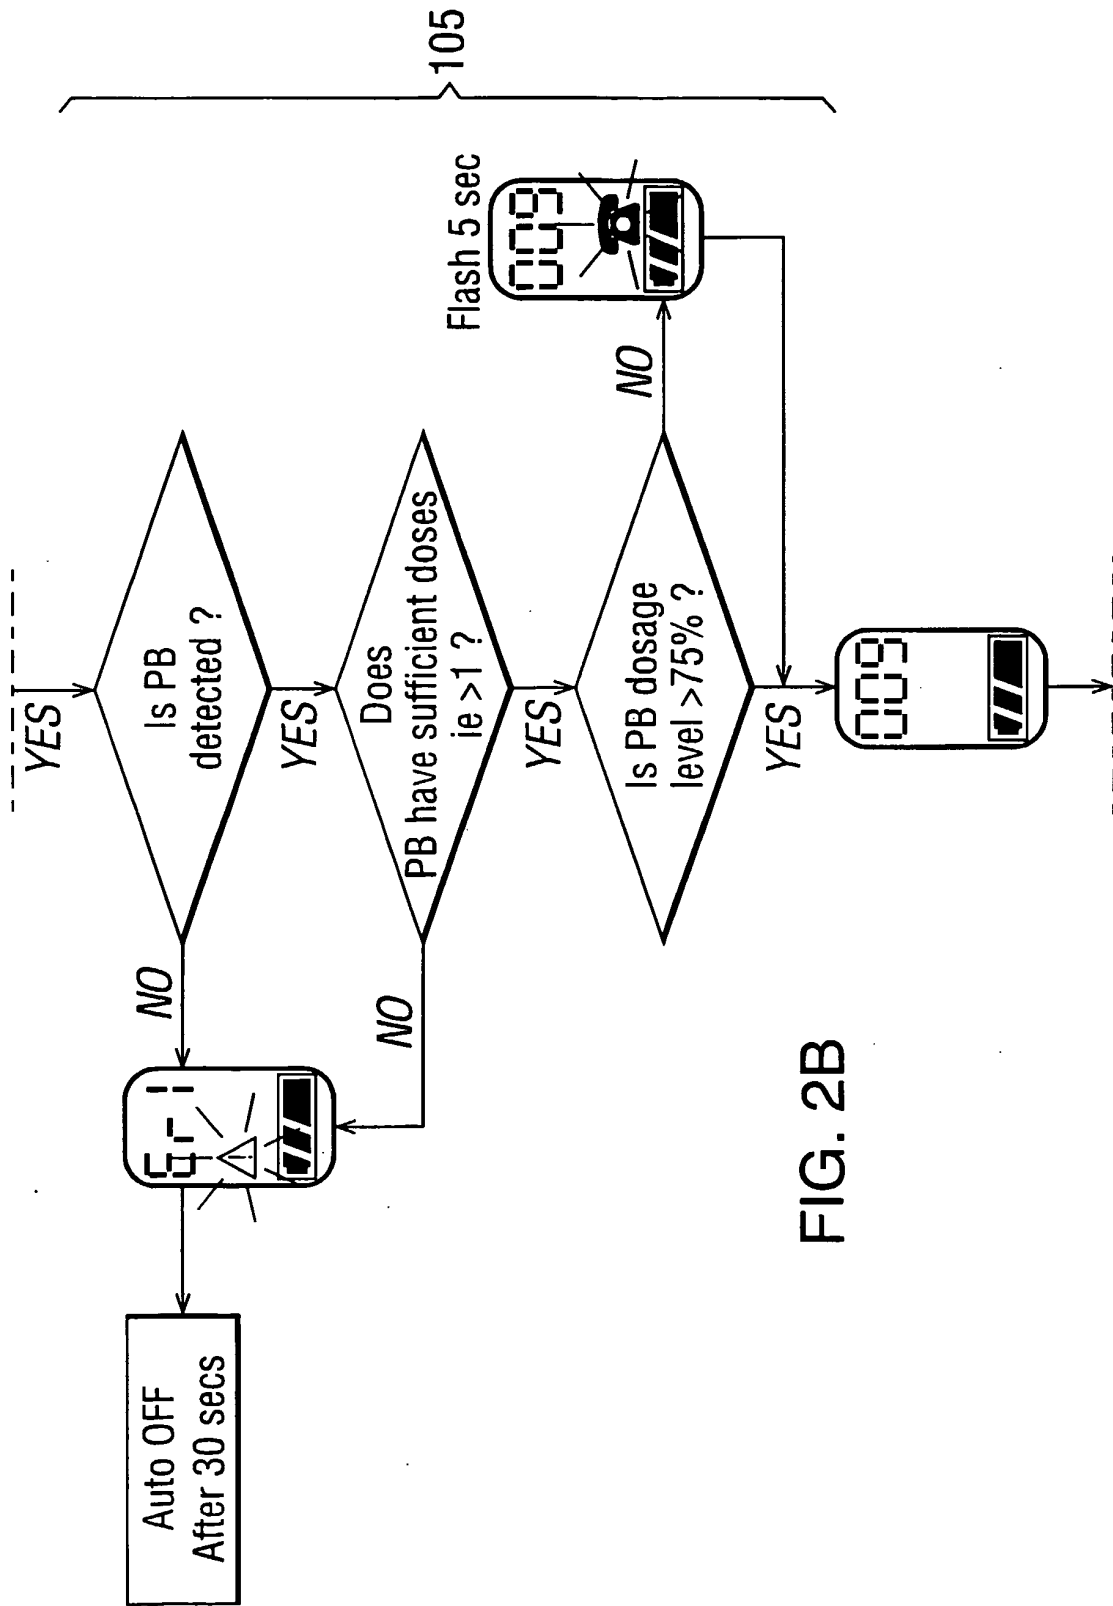 YES
Is PB
detected ?
NO
Er 1
Auto OFF
After 30 secs
YES
Does
PB have sufficient doses
ie >1 ?
NO
YES
Is PB dosage
level >75% ?
NO
Flash 5 sec
009
YES
009
105
FIG. 2B